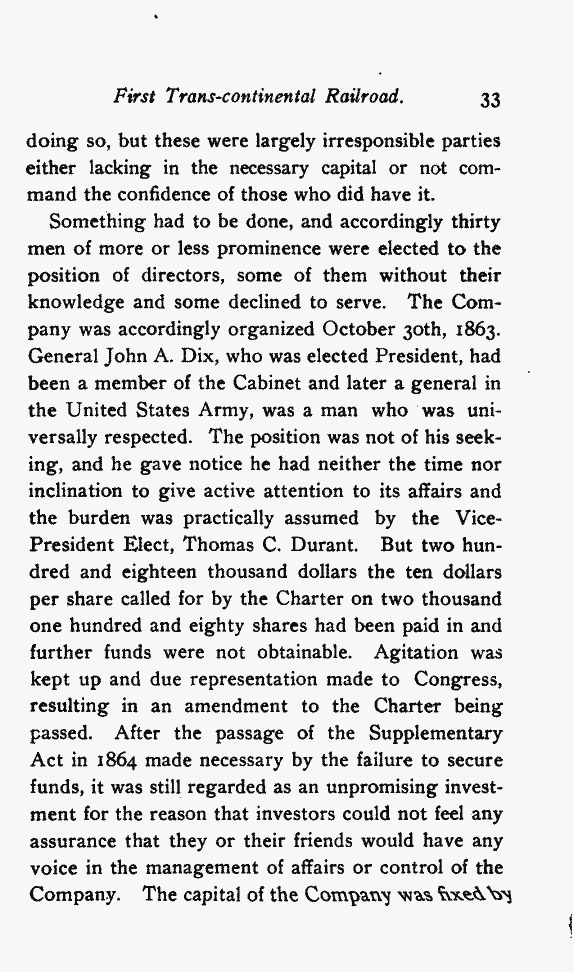 First Trans-continental Railroad. 33
doing so, but these were largely irresponsible parties
either lacking in the necessary capital or not com-
mand the confidence of those who did have it.
Something had to be done, and accordingly thirty
men of more or less prominence were elected to the
position of directors, some of them without their
knowledge and some declined to serve. The Com-
pany was accordingly organized October 30th, 1863.
General John A. Dix, who was elected President, had
been a member of the Cabinet and later a general in
the United States Army, was a man who was uni-
versally respected. The position was not of his seek-
ing, and he gave notice he had neither the time nor
inclination to give active attention to its affairs and
the burden was practically assumed by the Vice-
President Elect, Thomas C. Durant. But two hun-
dred and eighteen thousand dollars the ten dollars
per share called for by the Charter on two thousand
one hundred and eighty shares had been paid in and
further funds were not obtainable. Agitation was
kept up and due representation made to Congress,
resulting in an amendment to the Charter being
passed. After the passage of the Supplementary
Act in 1864 made necessary by the failure to secure
funds, it was still regarded as an unpromising invest-
ment for the reason that investors could not feel any
assurance that they or their friends would have any
voice in the management of affairs or control of the
Company. The capital of the Company was fixed by